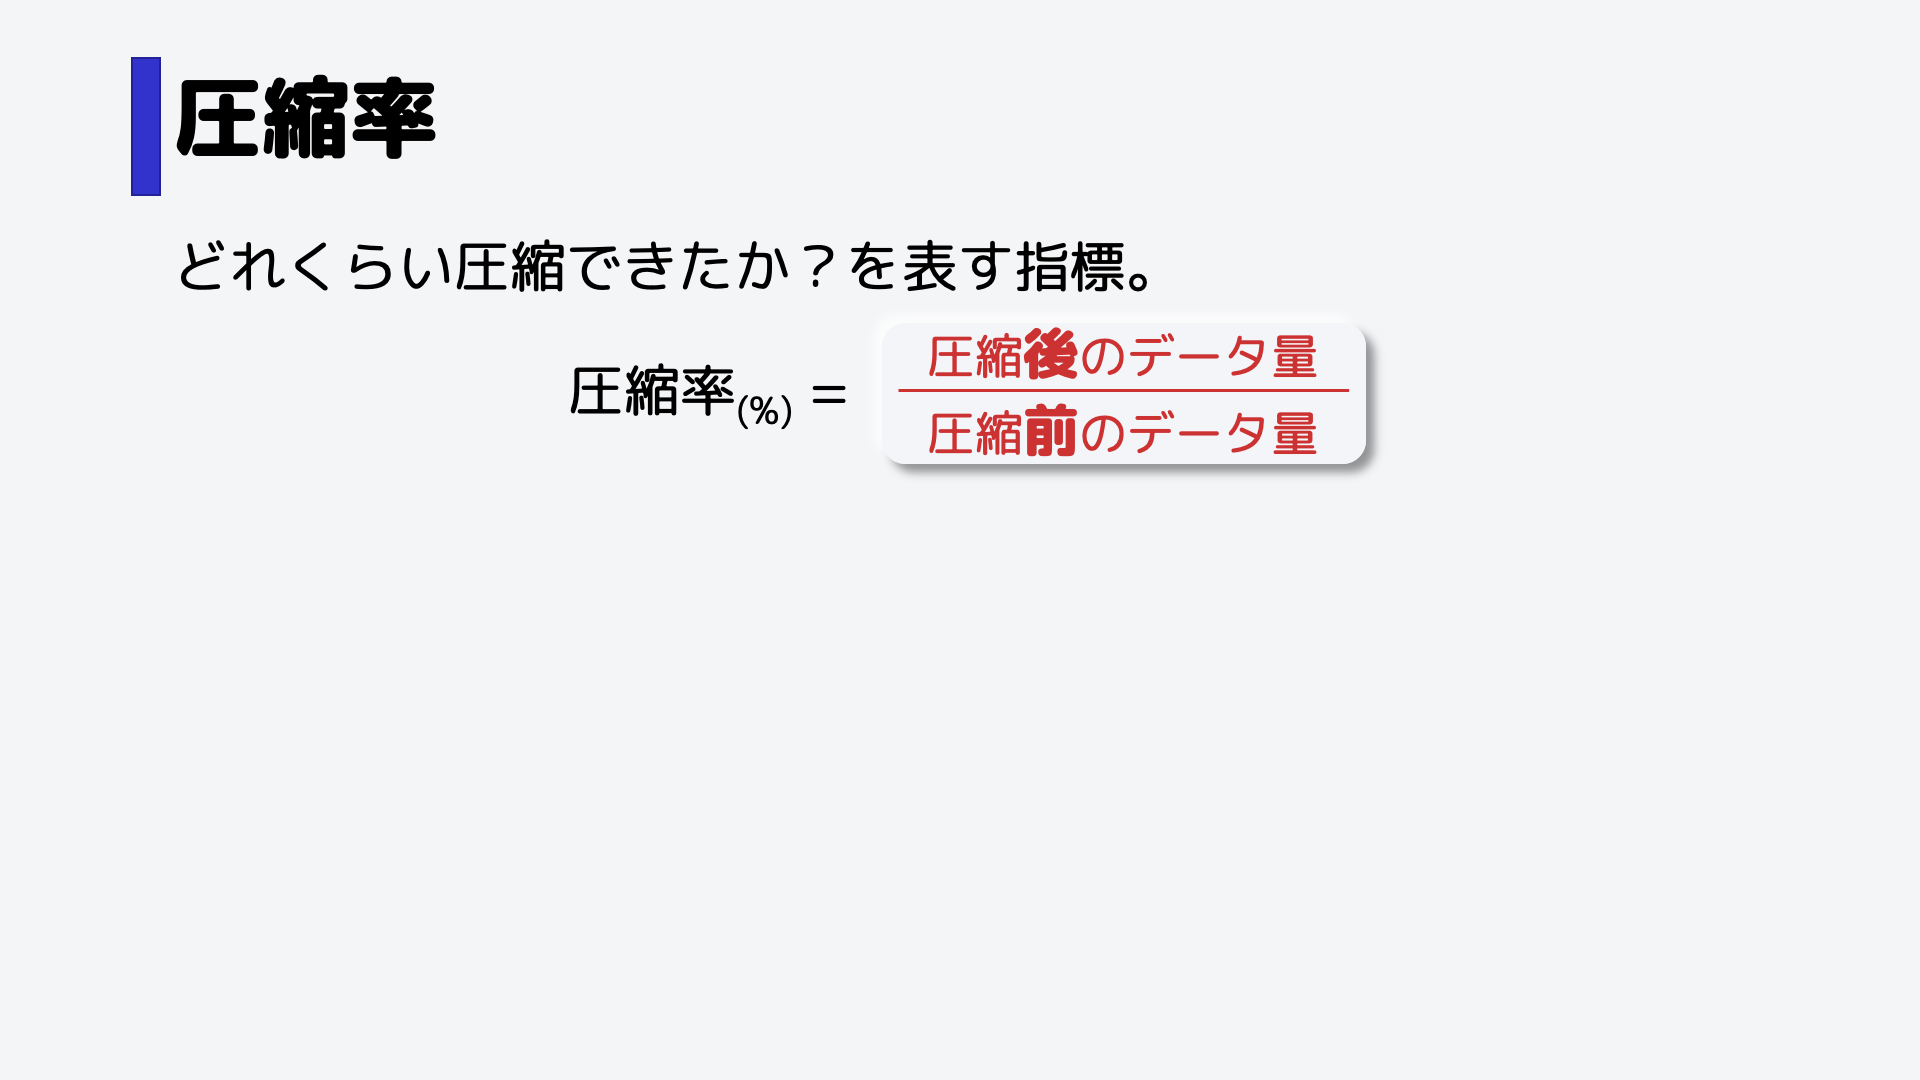 圧縮率
どれくらい圧縮できたか？を表す指標。
圧縮後のデータ量
圧縮率(%) =
圧縮前のデータ量